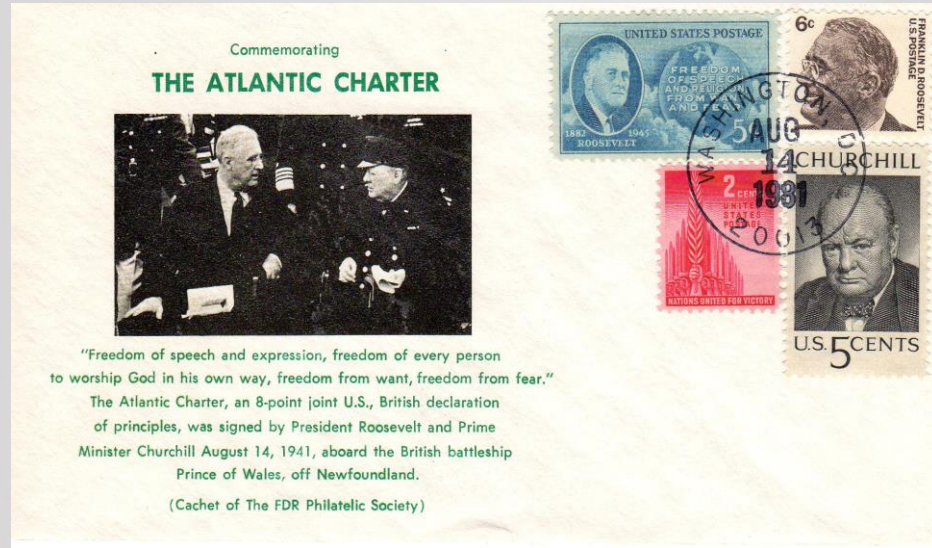 Commemorating
THE ATLANTIC CHARTER
"Freedom of speech and expression, freedom of every person
to worship God in his own way, freedom from want, freedom from fear."
The Atlantic Charter, an 8-point joint U.S., British declaration
of principles, was signed by President Roosevelt and Prime
Minister Churchill August 14, 1941, aboard the British battleship
Prince of Wales, off Newfoundland.
(Cachet of The FDR Philatelic Society)
UNITED STATES POSTAGE
FREEDOM
OF SPEECH
AND RELIGION
FROM WANT
AND FEAR
1882 1945
ROOSEVELT
5¢
6c
FRANKLIN D. ROOSEVELT
U.S. POSTAGE
WASHINGTON, DC
AUG
14
1981
20013
2 CENTS
UNITED
STATES
POSTAGE
NATIONS UNITED FOR VICTORY
CHURCHILL
U.S. 5 CENTS